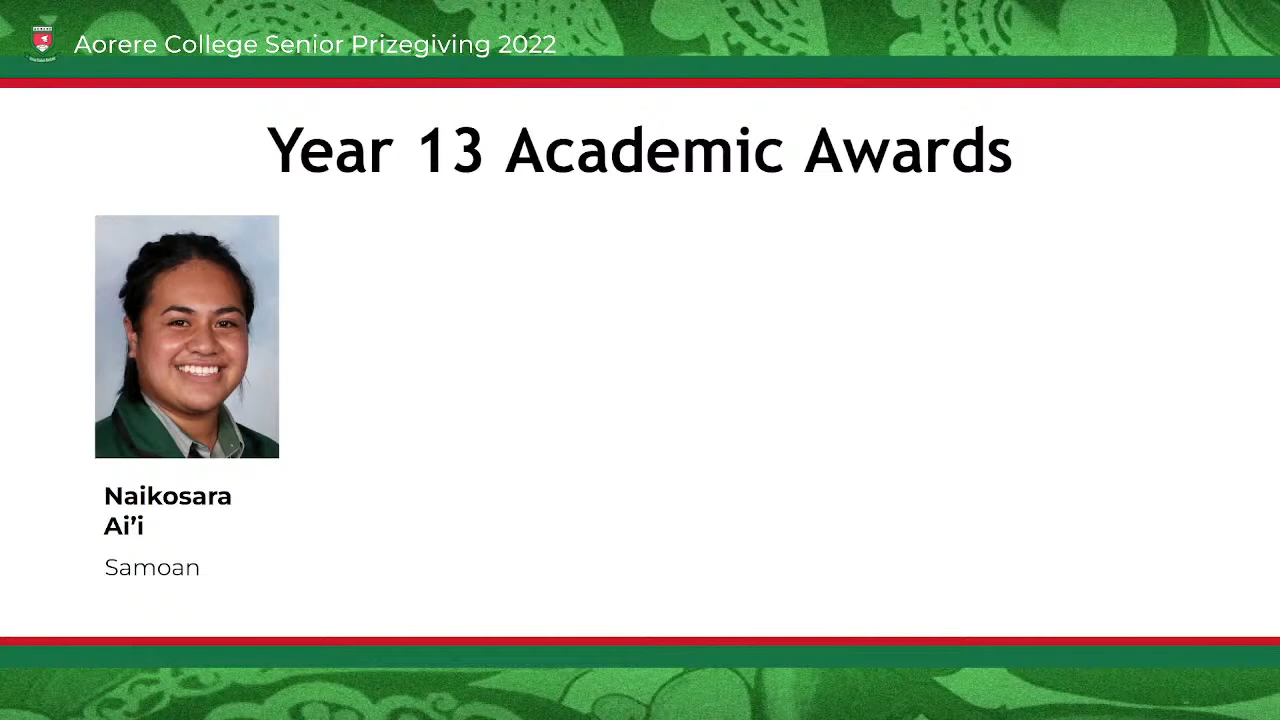 Aorere College Senior Prizegiving 2022
Year 13 Academic Awards
Naikosara
Ai’i
Samoan